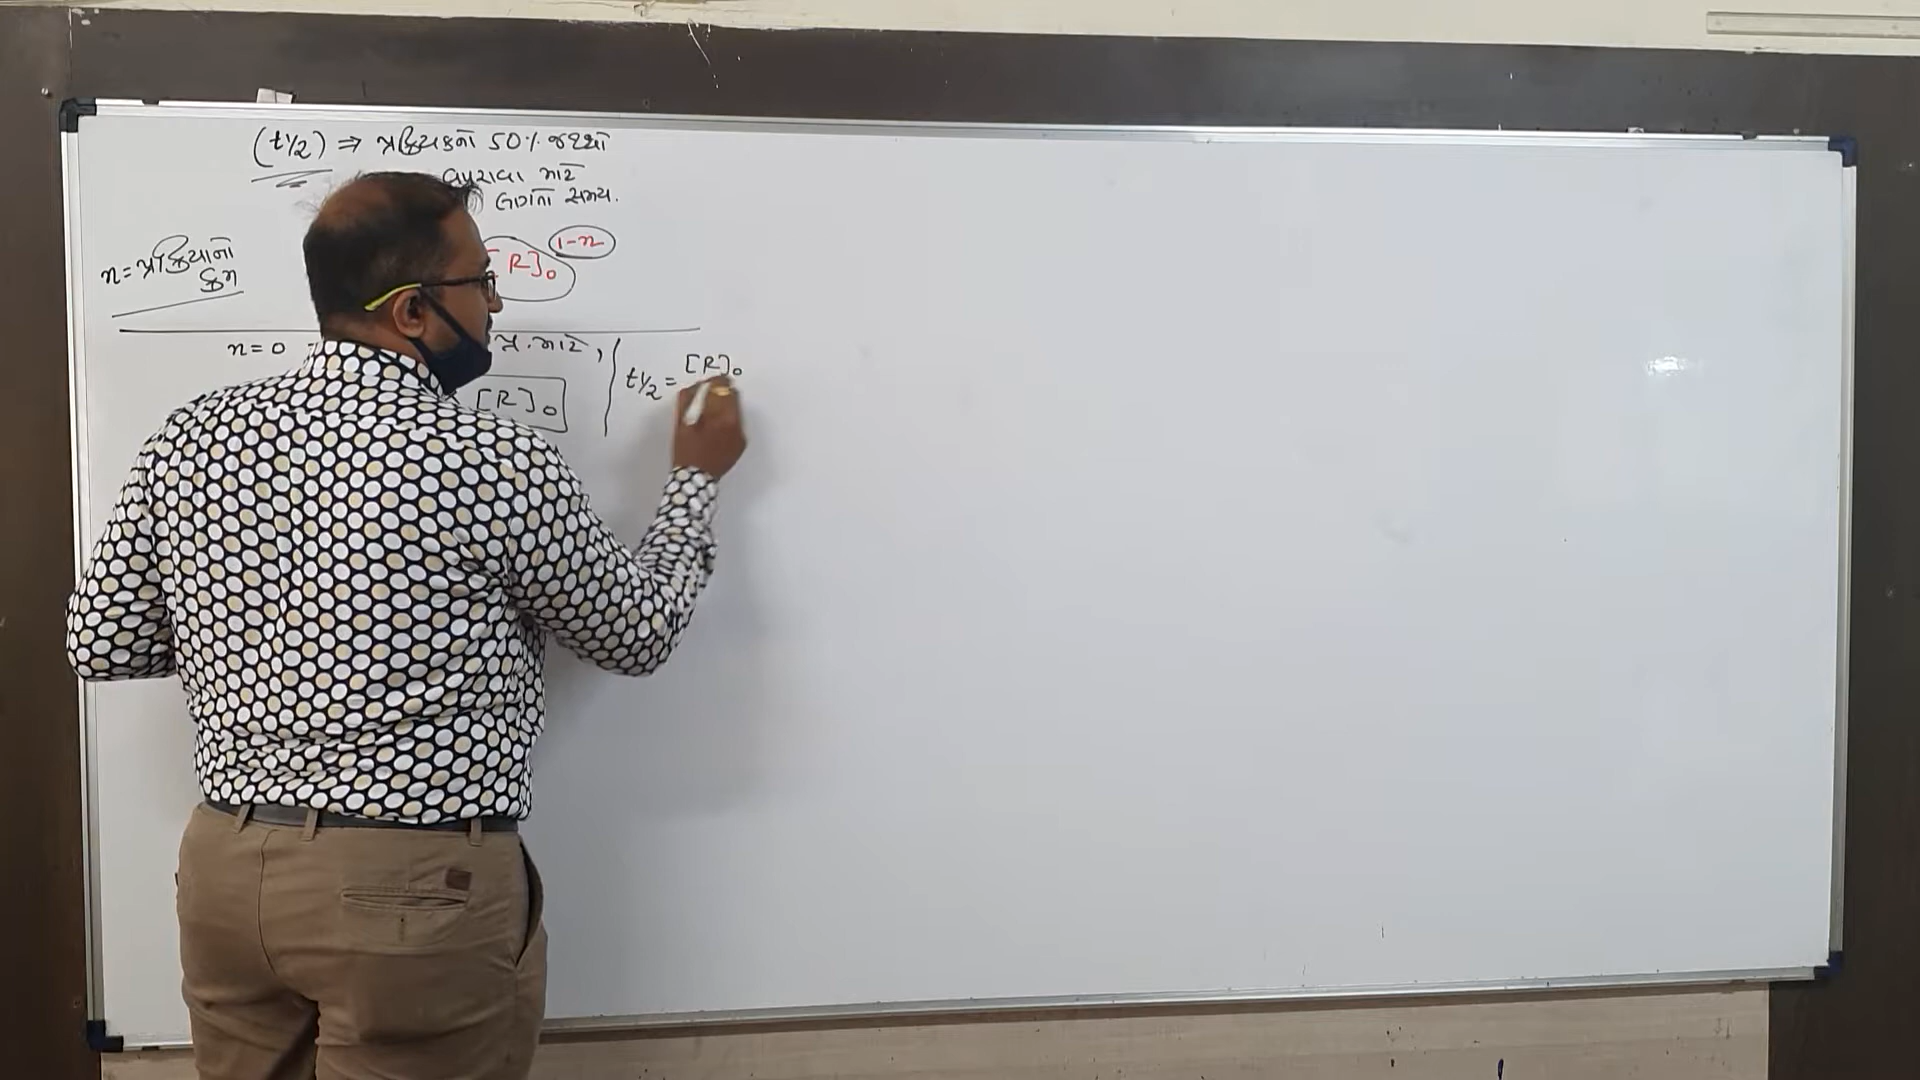 (t1/2) ⇒ પ્રક્રિયકનો 50% જથ્થો
વપરાવા માટે
લાગતો સમય.
n = પ્રક્રિયાનો
ક્રમ
[R]₀ 1-n
n = 0 પ્ર. માટે,
[R]₀
t1/2 = [R]₀